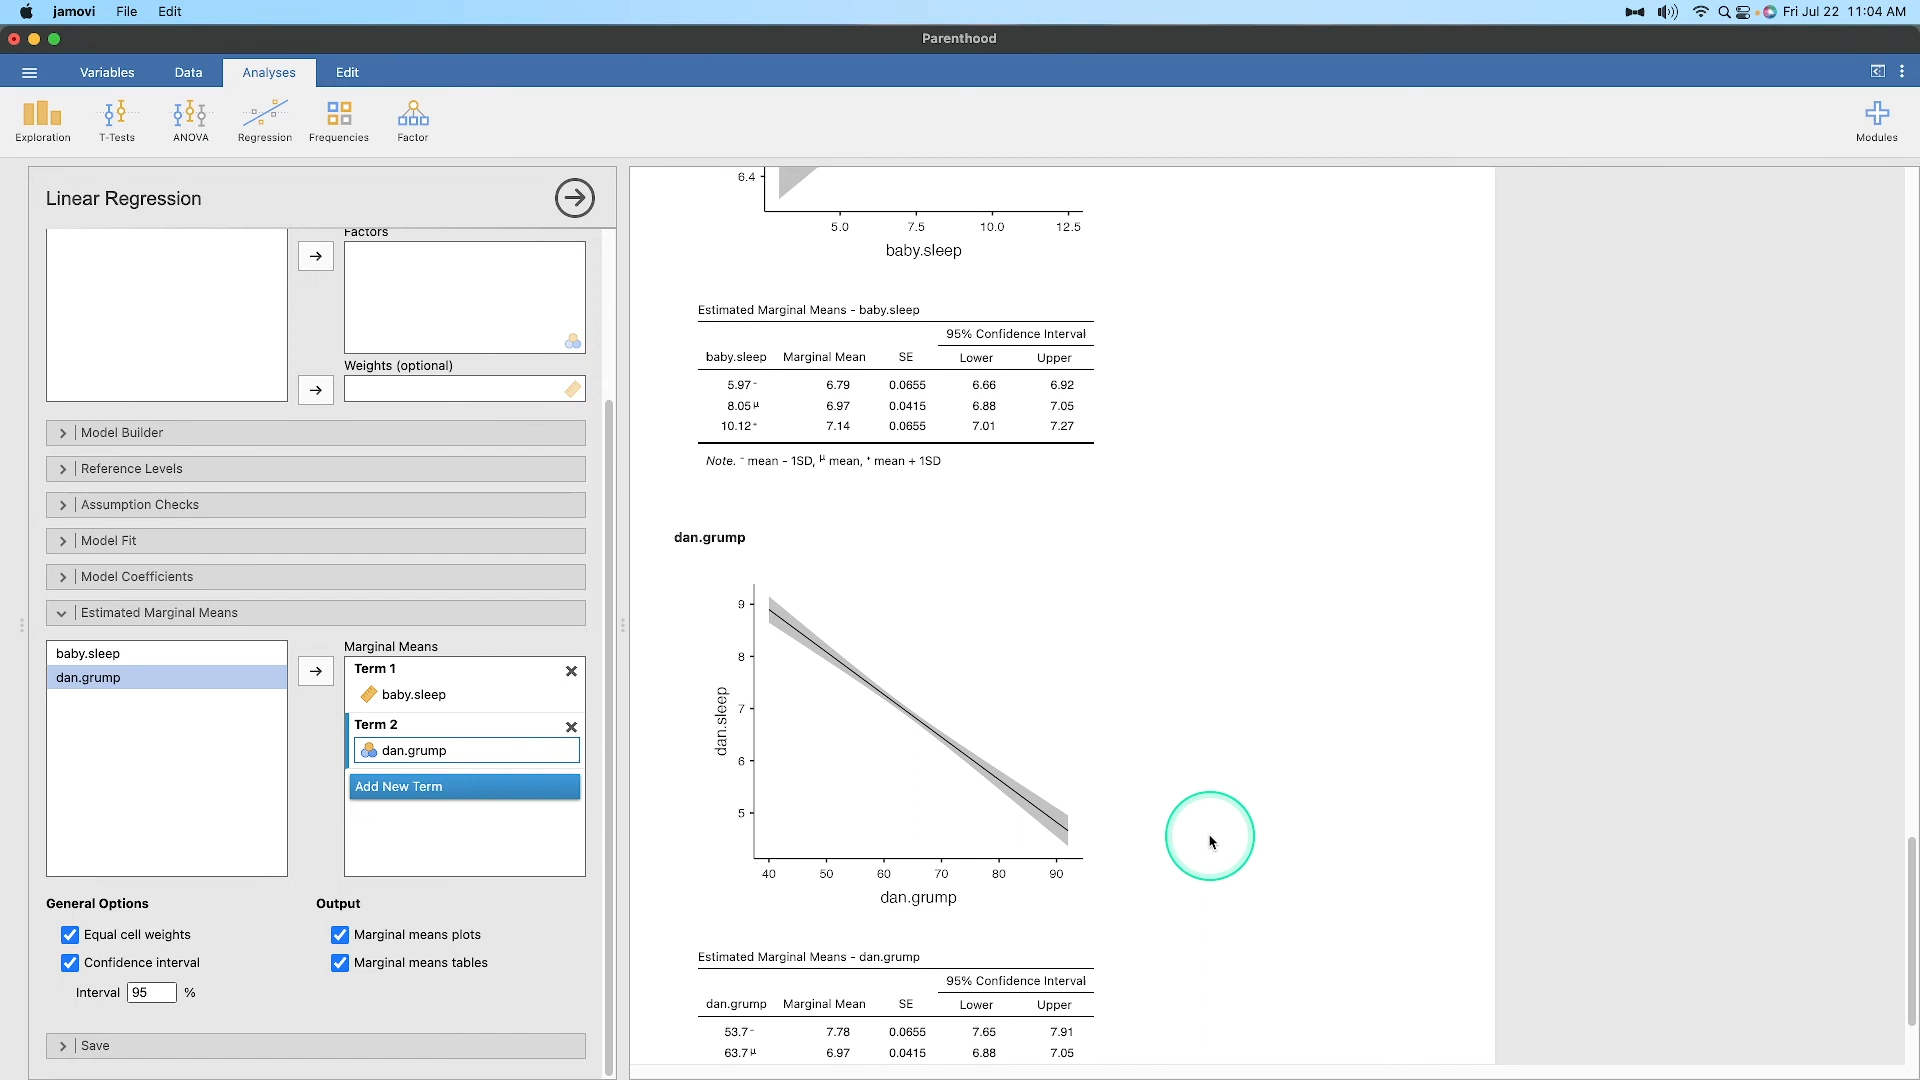 jamovi File Edit
Fri Jul 22 11:04 AM
Parenthood
Variables Data Analyses Edit
Exploration T-Tests ANOVA Regression Frequencies Factor Modules
Linear Regression
Factors
Weights (optional)
Model Builder
Reference Levels
Assumption Checks
Model Fit
Model Coefficients
Estimated Marginal Means
baby.sleep
dan.grump
Marginal Means
Term 1
baby.sleep
Term 2
dan.grump
Add New Term
General Options
Equal cell weights
Confidence interval
Interval 95 %
Output
Marginal means plots
Marginal means tables
Save
6.4
5.0 7.5 10.0 12.5
baby.sleep
Estimated Marginal Means - baby.sleep
95% Confidence Interval
baby.sleep Marginal Mean SE Lower Upper
5.97⁻ 6.79 0.0655 6.66 6.92
8.05μ 6.97 0.0415 6.88 7.05
10.12⁺ 7.14 0.0655 7.01 7.27
Note. ⁻ mean - 1SD, μ mean, ⁺ mean + 1SD
dan.grump
9
8
7
6
5
dan.sleep
40 50 60 70 80 90
dan.grump
Estimated Marginal Means - dan.grump
95% Confidence Interval
dan.grump Marginal Mean SE Lower Upper
53.7⁻ 7.78 0.0655 7.65 7.91
63.7μ 6.97 0.0415 6.88 7.05